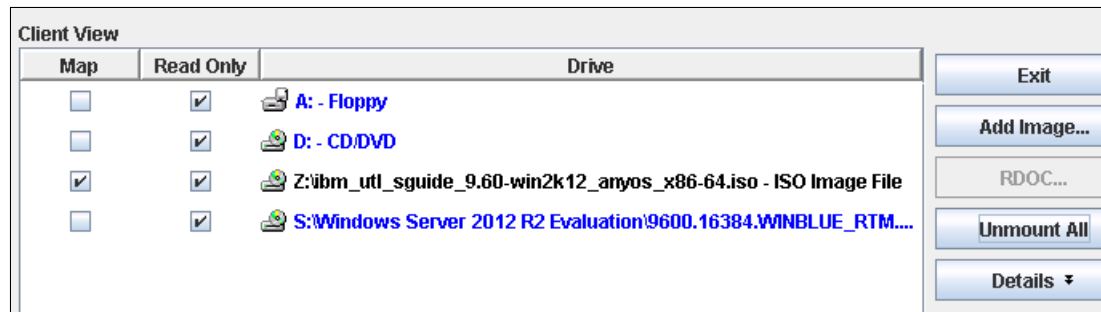 Client View
Map Read Only Drive
A: - Floppy
D: - CD/DVD
Z:\ibm_utl_sguide_9.60-win2k12_anyos_x86-64.iso - ISO Image File
S:\Windows Server 2012 R2 Evaluation\9600.16384.WINBLUE_RTM....
Exit
Add Image...
RDOC...
Unmount All
Details